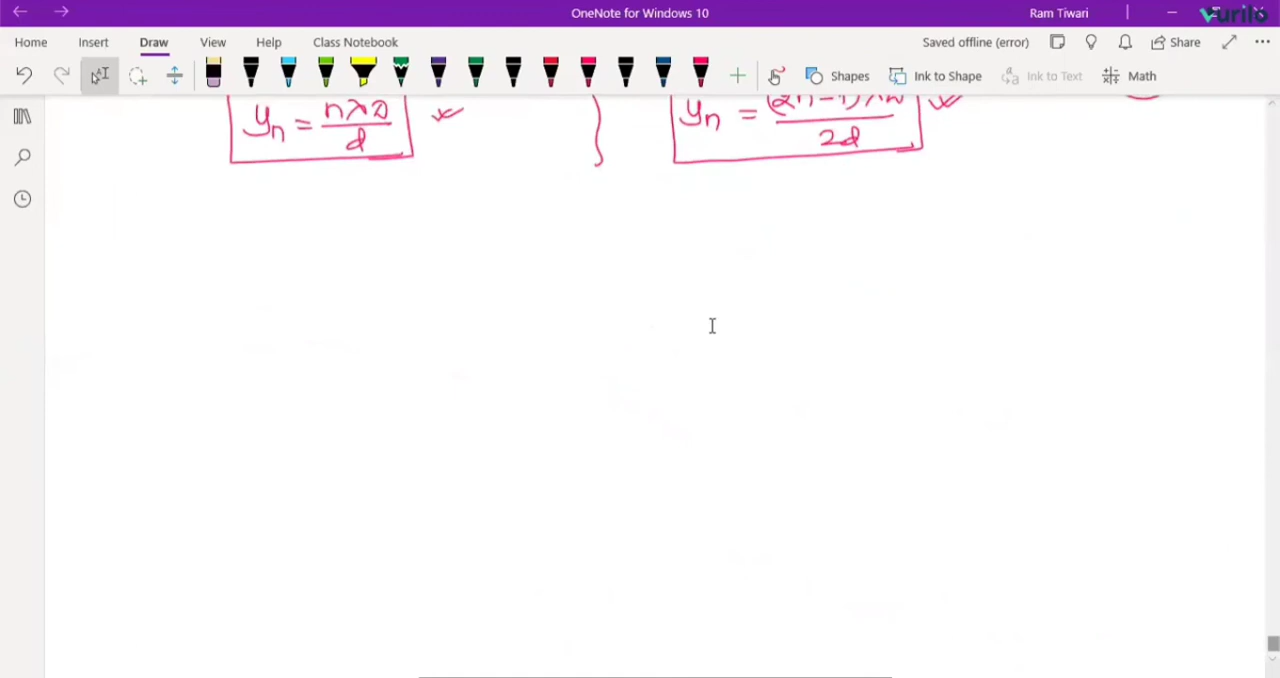 OneNote for Windows 10
Ram Tiwari
vurilo
Home Insert Draw View Help Class Notebook
Saved offline (error) Share
Shapes Ink to Shape Ink to Text Math
yn = nλD/d
yn = (2n-1)λD/2d